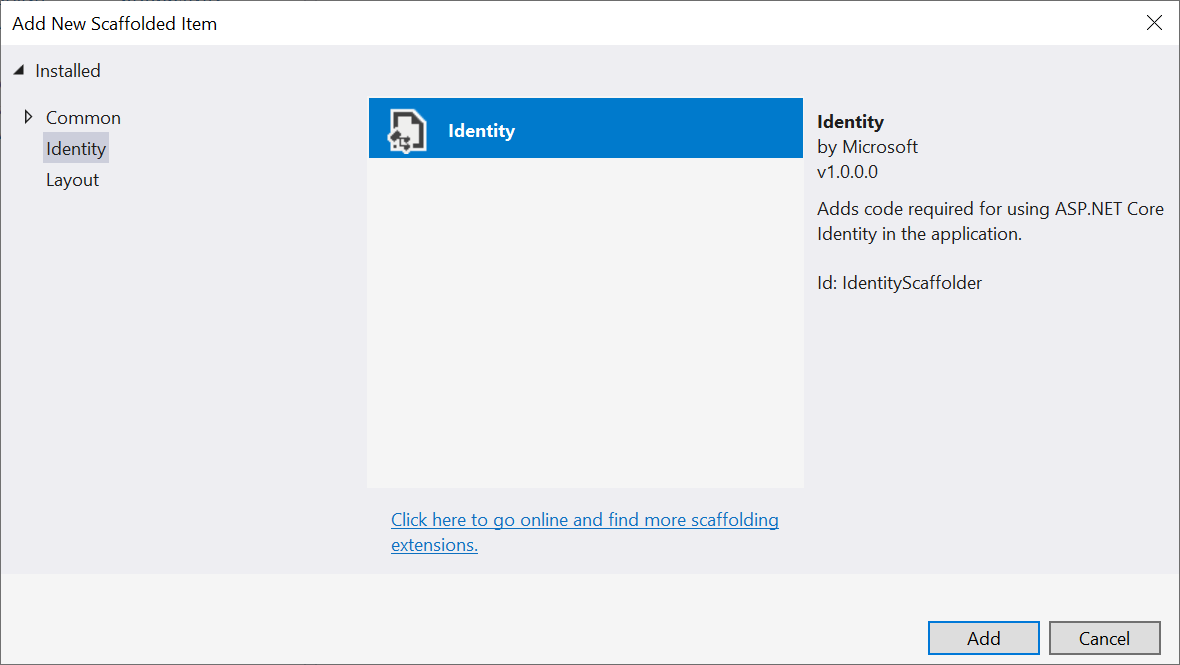 Add New Scaffolded Item
Installed
Common
Identity
Layout
Identity
Identity
by Microsoft
v1.0.0.0
Adds code required for using ASP.NET Core
Identity in the application.
Id: IdentityScaffolder
Click here to go online and find more scaffolding
extensions.
Add
Cancel